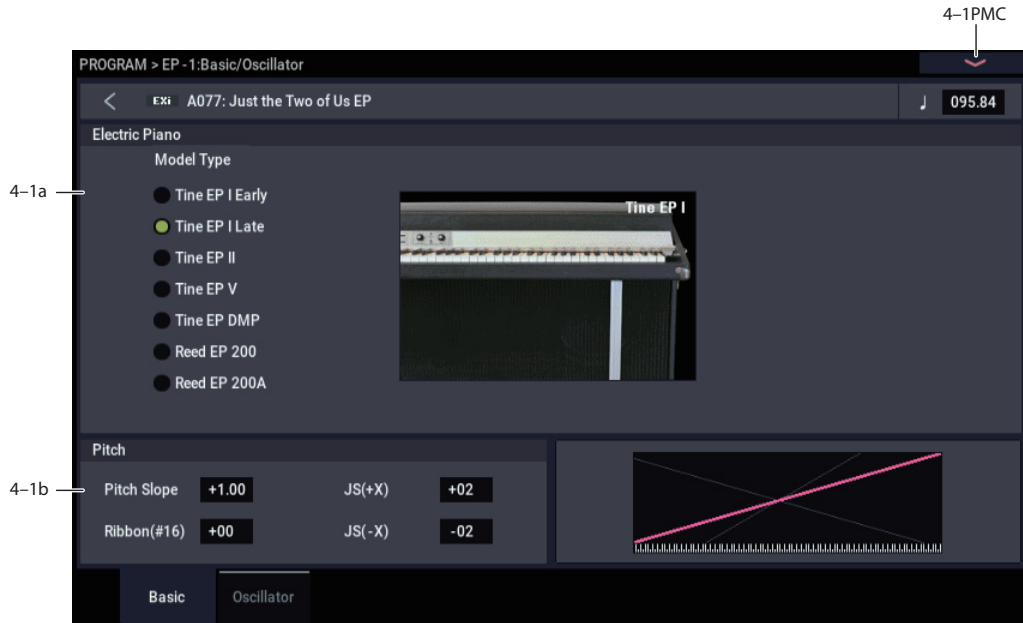 4–1PMC
PROGRAM > EP -1:Basic/Oscillator
EXi A077: Just the Two of Us EP
♩ 095.84
Electric Piano
Model Type
4–1a
Tine EP I Early
Tine EP I Late
Tine EP II
Tine EP V
Tine EP DMP
Reed EP 200
Reed EP 200A
Tine EP I
Pitch
4–1b
Pitch Slope +1.00 JS(+X) +02
Ribbon(#16) +00 JS(-X) -02
Basic Oscillator